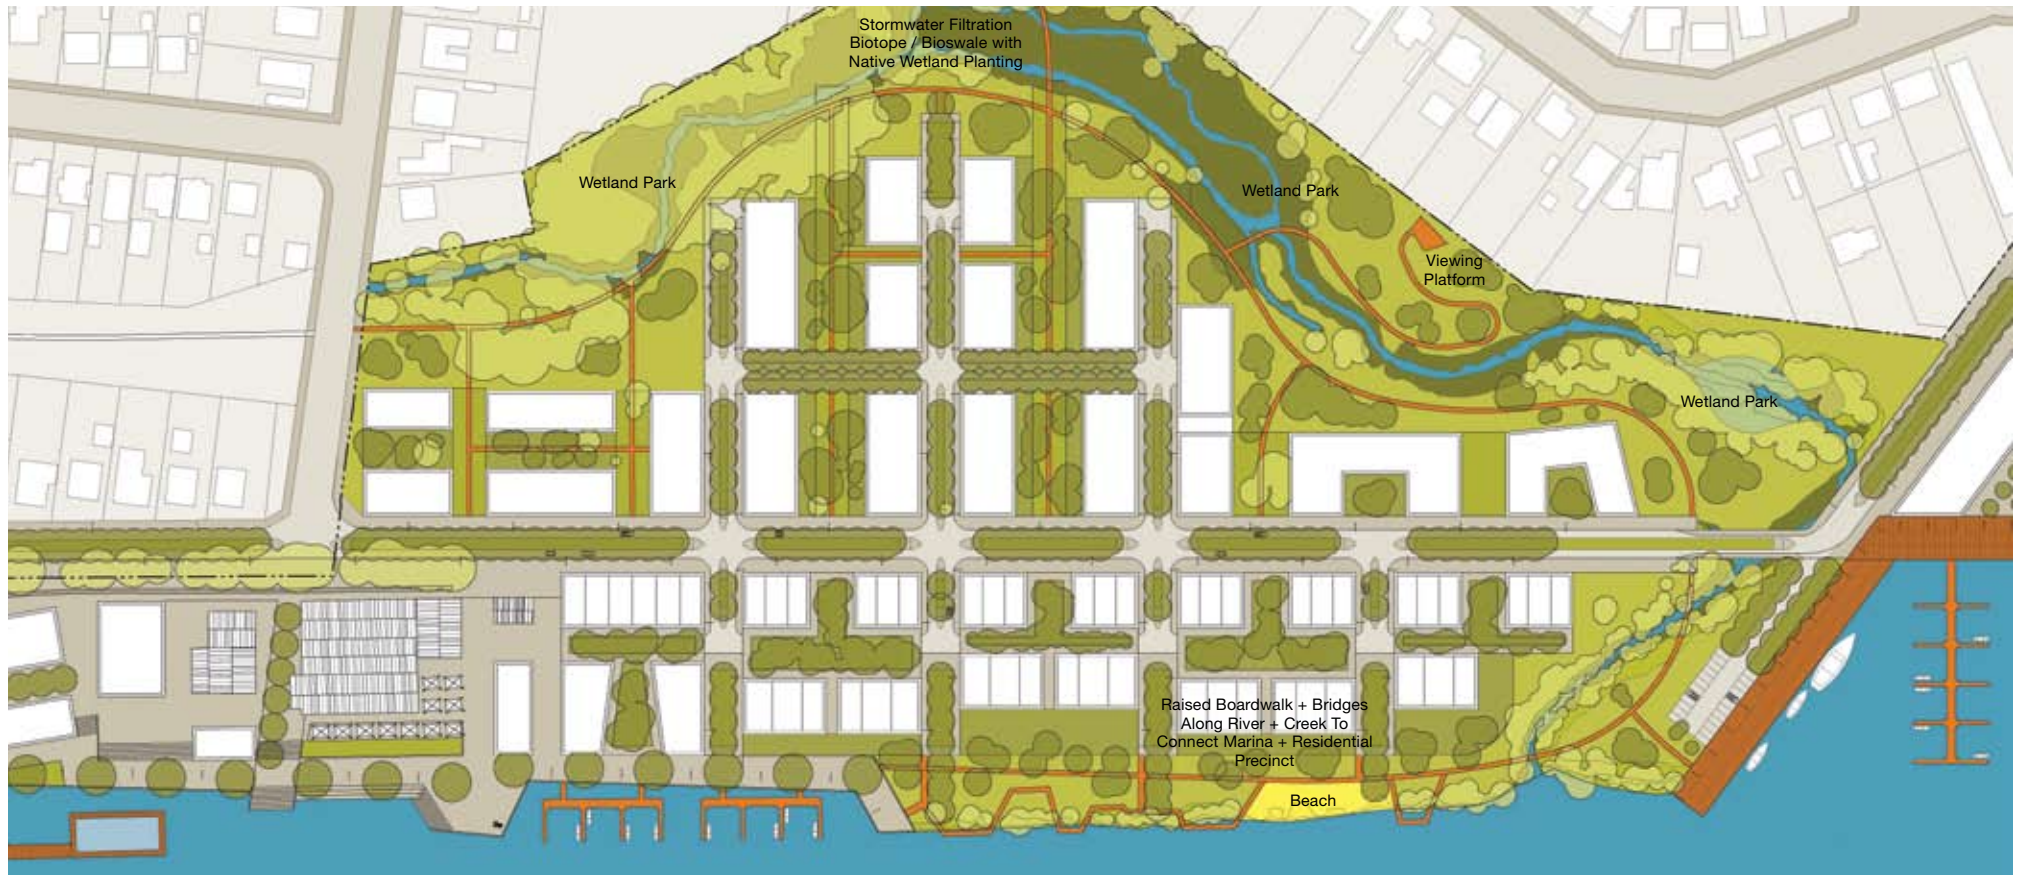 Stormwater Filtration
Biotope / Bioswale with
Native Wetland Planting
Wetland Park
Wetland Park
Viewing
Platform
Wetland Park
Raised Boardwalk + Bridges
Along River + Creek To
Connect Marina + Residential
Precinct
Beach